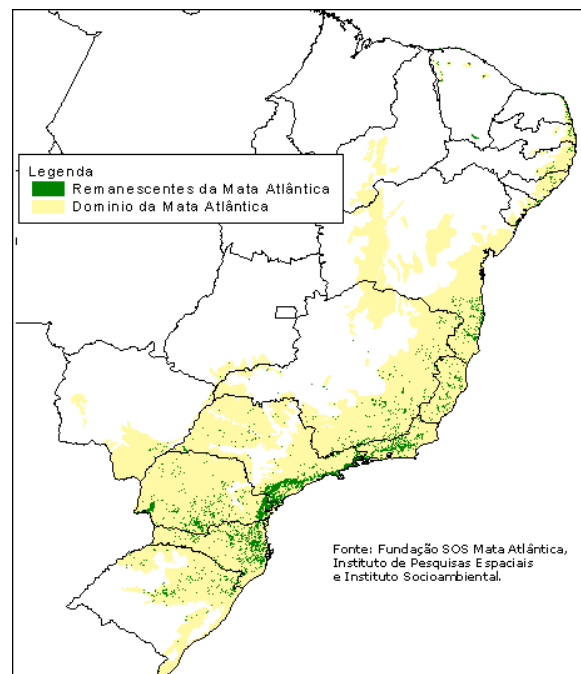 Legenda
Remanescentes da Mata Atlântica
Dominio da Mata Atlântica
Fonte: Fundação SOS Mata Atlântica,
Instituto de Pesquisas Espaciais
e Instituto Socioambiental.